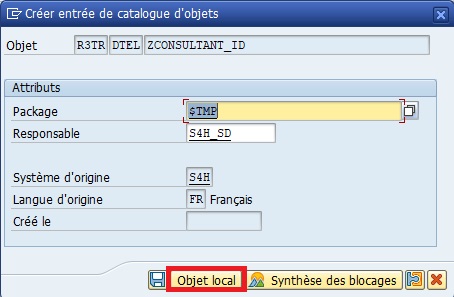 Créer entrée de catalogue d'objets
Objet R3TR DTEL ZCONSULTANT_ID
Attributs
Package $TMP
Responsable S4H_SD
Système d'origine S4H
Langue d'origine FR Français
Créé le
Objet local Synthèse des blocages